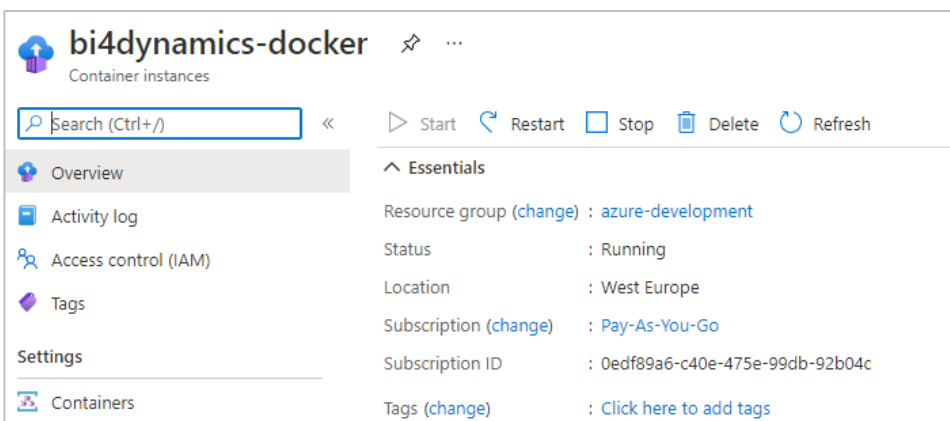 bi4dynamics-docker ...
Container instances
Search (Ctrl+/) «
Start Restart Stop Delete Refresh
Overview
Activity log
Access control (IAM)
Tags
Settings
Containers
Essentials
Resource group (change) : azure-development
Status : Running
Location : West Europe
Subscription (change) : Pay-As-You-Go
Subscription ID : 0edf89a6-c40e-475e-99db-92b04c
Tags (change) : Click here to add tags